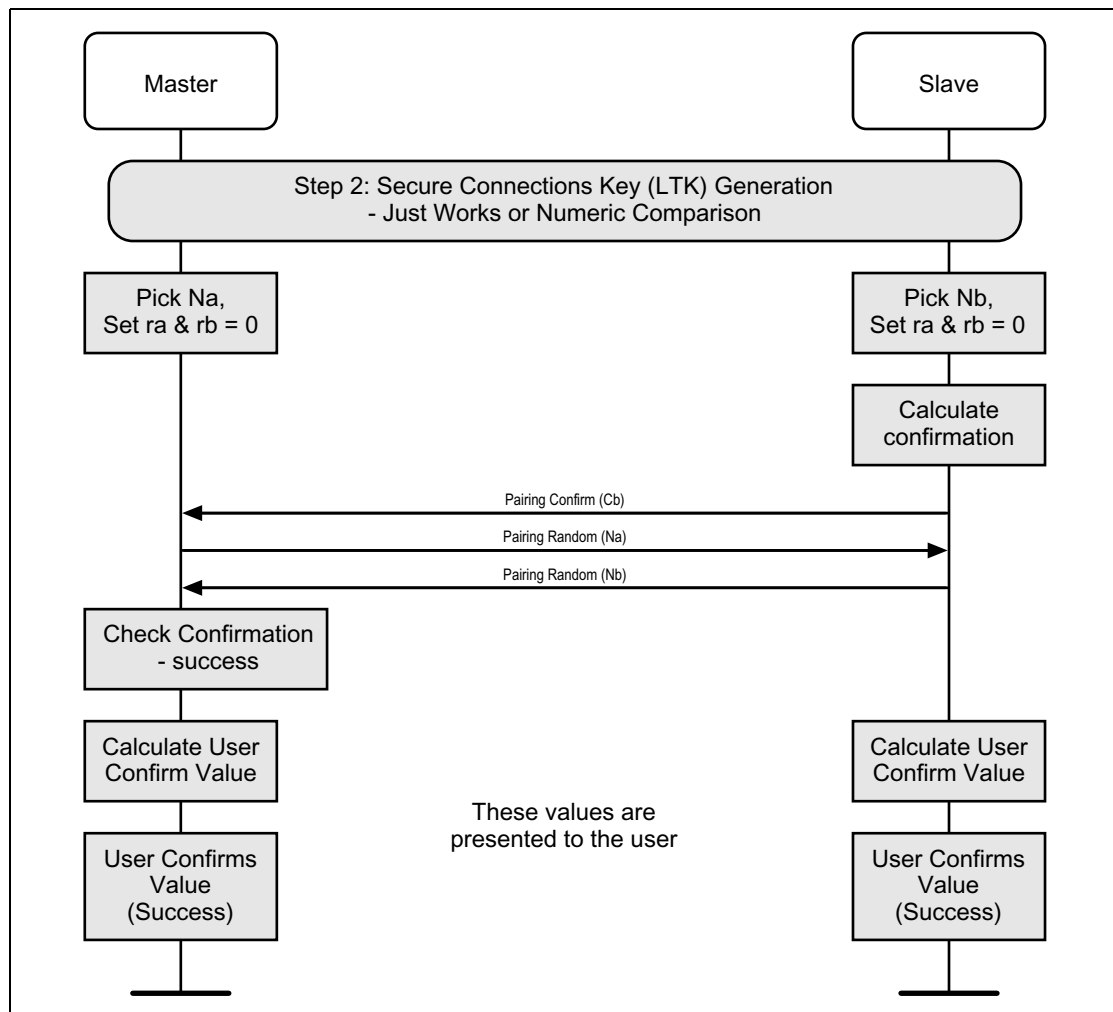 Master
Slave
Step 2: Secure Connections Key (LTK) Generation
- Just Works or Numeric Comparison
Pick Na,
Set ra & rb = 0
Pick Nb,
Set ra & rb = 0
Calculate
confirmation
Pairing Confirm (Cb)
Pairing Random (Na)
Pairing Random (Nb)
Check Confirmation
- success
Calculate User
Confirm Value
Calculate User
Confirm Value
These values are
presented to the user
User Confirms
Value
(Success)
User Confirms
Value
(Success)